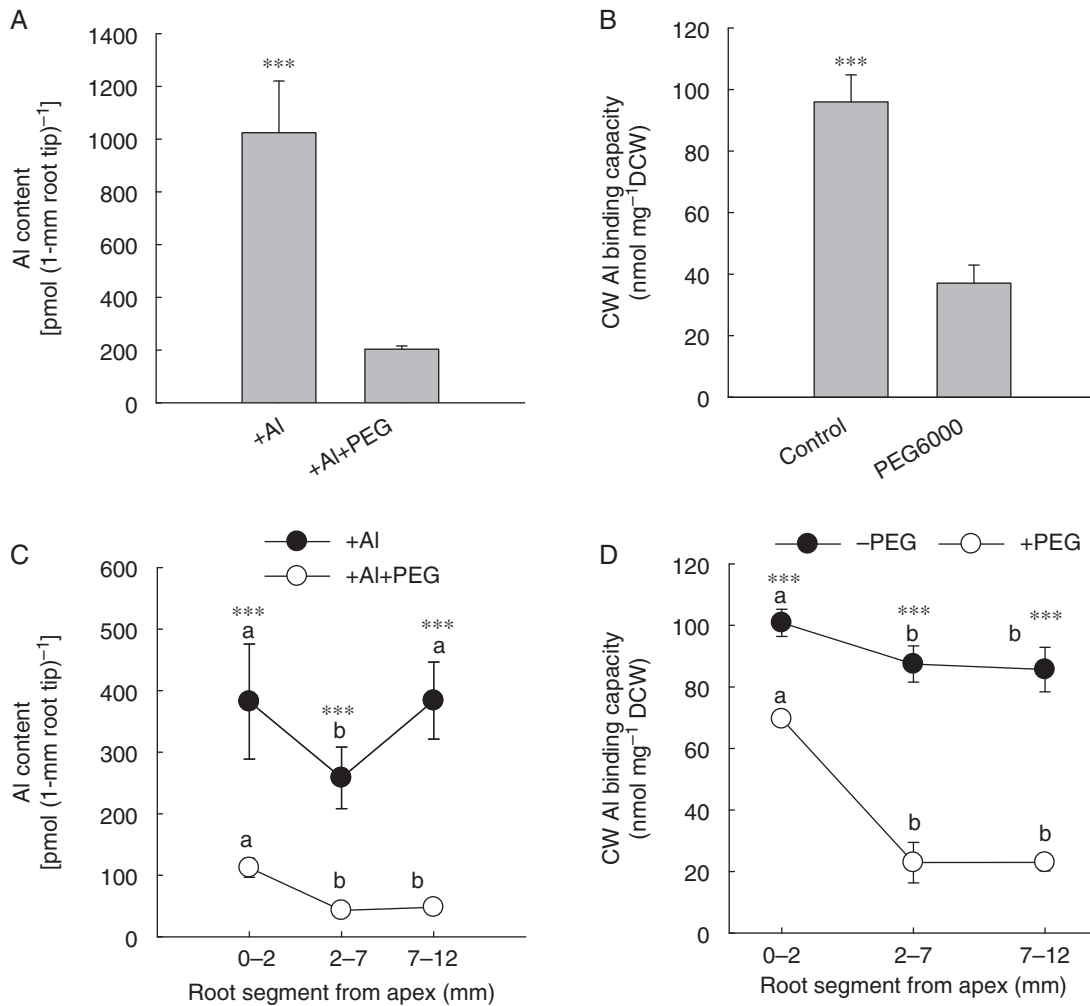 A
1400
1200
1000
800
600
400
200
0
Al content
[pmol (1-mm root tip)⁻¹]
***
+Al
+Al+PEG
B
120
100
80
60
40
20
0
CW Al binding capacity
(nmol mg⁻¹DCW)
***
Control
PEG6000
C
+Al
+Al+PEG
600
500
400
300
200
100
0
Al content
[pmol (1-mm root tip)⁻¹]
***
a
***
b
***
a
a
b
b
0–2
2–7
7–12
Root segment from apex (mm)
D
–PEG
+PEG
120
100
80
60
40
20
0
CW Al binding capacity
(nmol mg⁻¹ DCW)
***
a
***
b
***
b
a
b
b
0–2
2–7
7–12
Root segment from apex (mm)